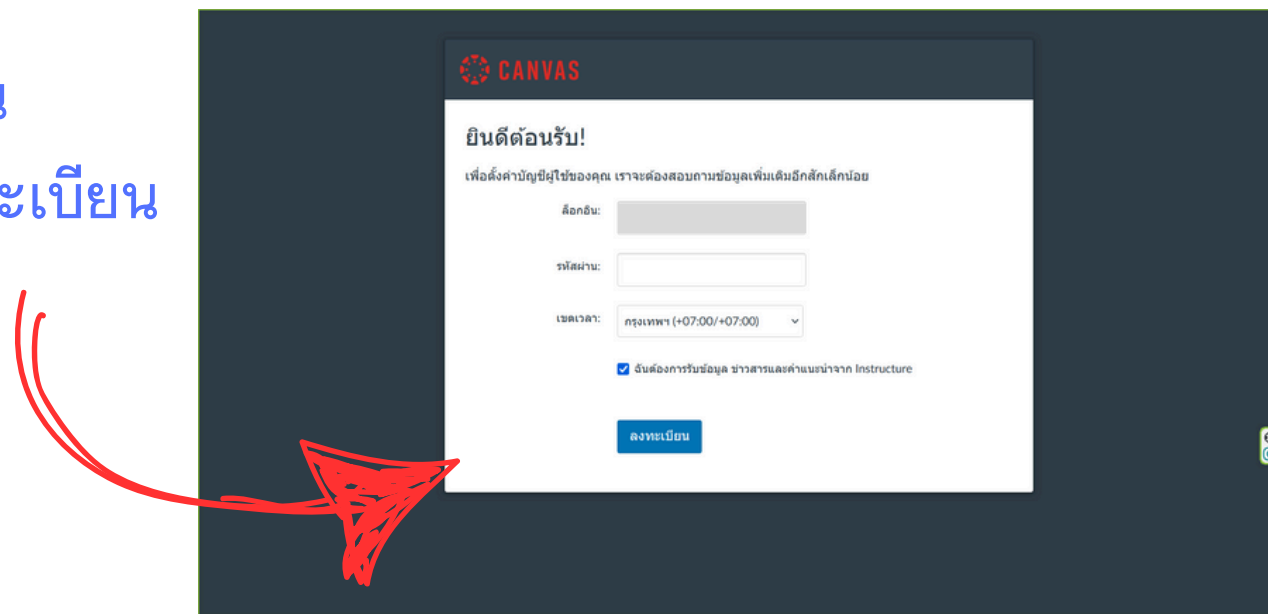 CANVAS
ยินดีต้อนรับ!
เพื่อตั้งค่าบัญชีผู้ใช้ของคุณ เราจะต้องสอบถามข้อมูลเพิ่มเติมอีกสักเล็กน้อย
ล็อกอิน:
รหัสผ่าน:
เขตเวลา: กรุงเทพฯ (+07:00/+07:00)
ฉันต้องการรับข้อมูล ข่าวสารและคำแนะนำจาก Instructure
ลงทะเบียน
ะเบียน